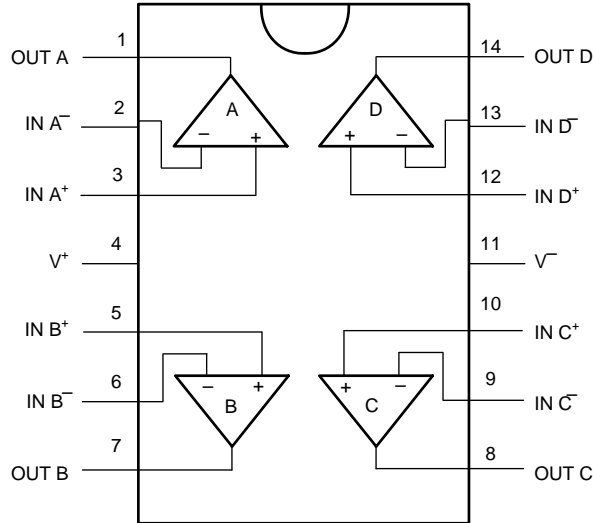 1 14
OUT A OUT D
2 A D 13
IN A− − + + − IN D−
3 12
IN A+ IN D+
4 11
V+ V−
5 10
IN B+ IN C+
6 − + + − 9
IN B− B C IN C−
7 8
OUT B OUT C